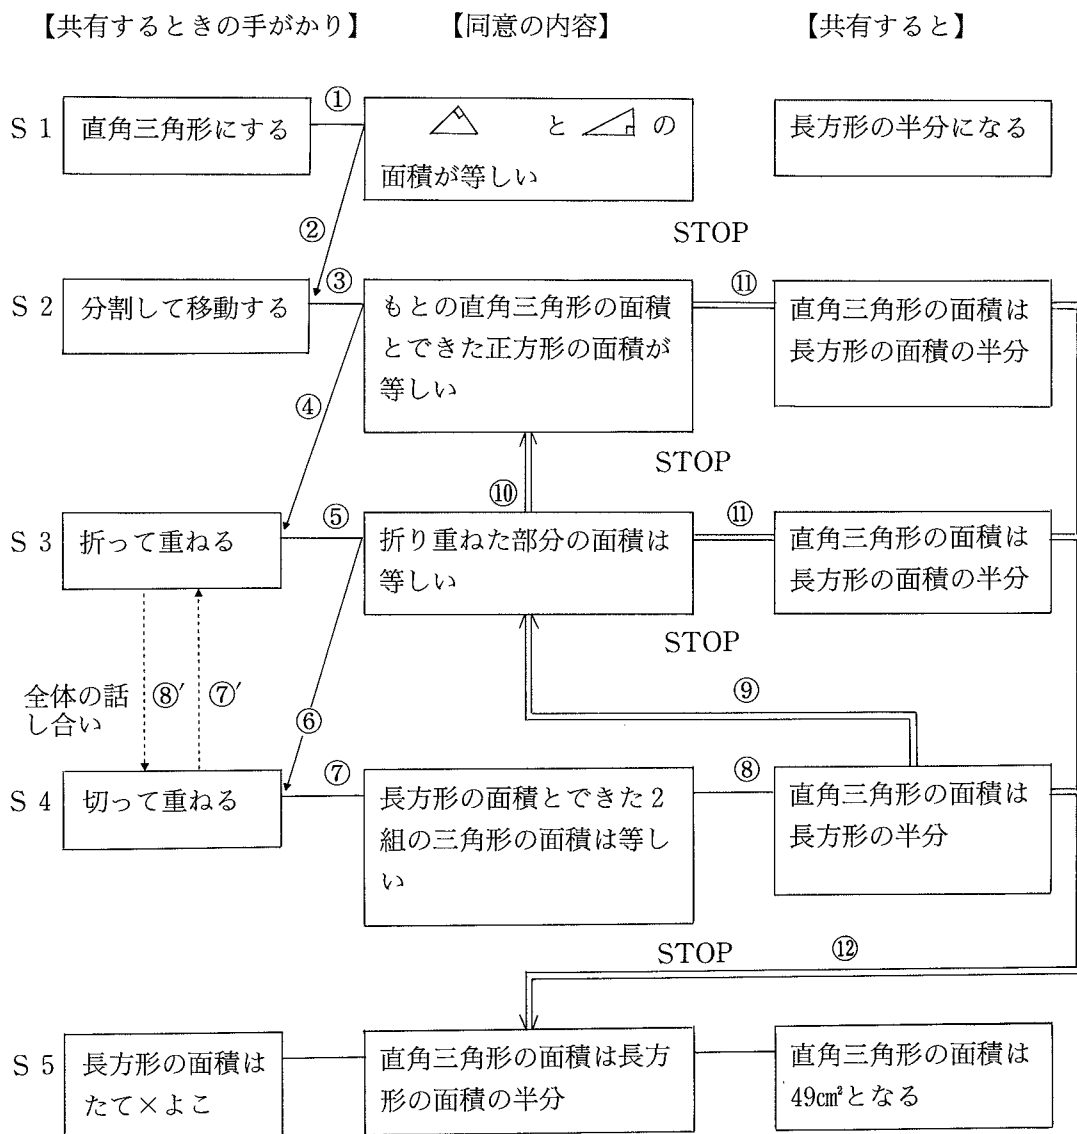 【共有するときの手がかり】 【同意の内容】 【共有すると】
S 1 直角三角形にする ① と の 長方形の半分になる
面積が等しい
②
STOP
S 2 分割して移動する ③ もとの直角三角形の面積 ⑪ 直角三角形の面積は
とできた正方形の面積が 長方形の面積の半分
等しい
④
STOP
⑩
S 3 折って重ねる ⑤ 折り重ねた部分の面積は ⑪ 直角三角形の面積は
等しい 長方形の面積の半分
STOP
全体の話 ⑧′ ⑦′ ⑨
し合い ⑥
S 4 切って重ねる ⑦ 長方形の面積とできた2 ⑧ 直角三角形の面積は
組の三角形の面積は等し 長方形の半分
い
STOP ⑫
S 5 長方形の面積は 直角三角形の面積は長方 直角三角形の面積は
たて×よこ 形の面積の半分 49㎠となる